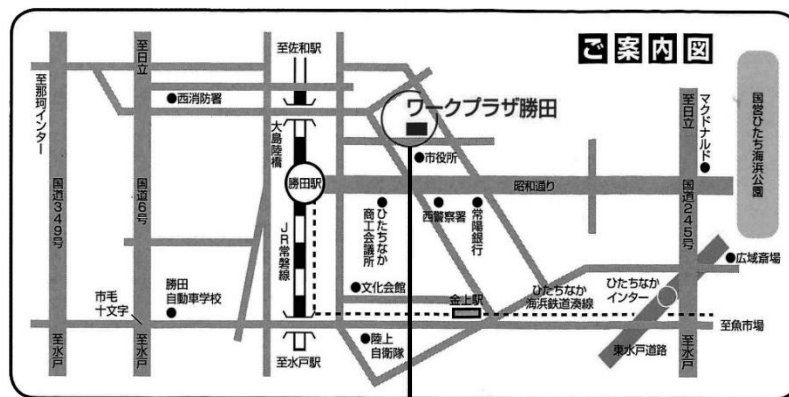 ご案内図
至佐和駅
至日立
至那珂インター
西消防署
大島陸橋
ワークプラザ勝田
市役所
至日立
マクドナルド
国営ひたち海浜公園
勝田駅
昭和通り
国道349号
国道6号
JR常磐線
ひたちなか
商工会議所
西警察署
常陽銀行
国道245号
広域斎場
勝田
自動車学校
文化会館
金上駅
ひたちなか
海浜鉄道湊線
ひたちなか
インター
市毛
十文字
至魚市場
陸上
自衛隊
東水戸道路
至水戸
至水戸
至水戸駅
至水戸